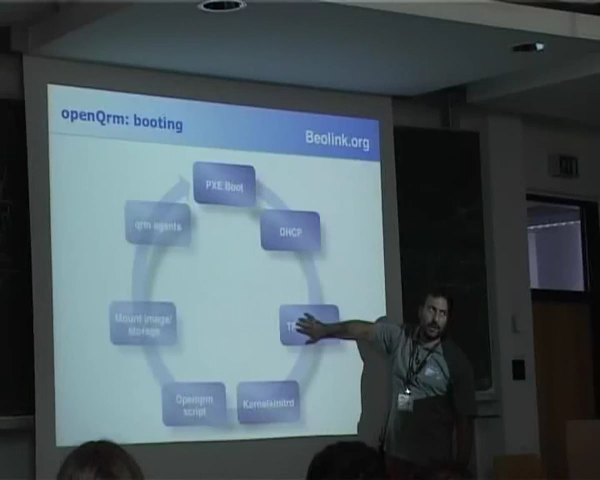 openQrm: booting
Beolink.org
PXE Boot
qrm agents
DHCP
Mount image/
storage
Openqrm
script
Kernel+initrd